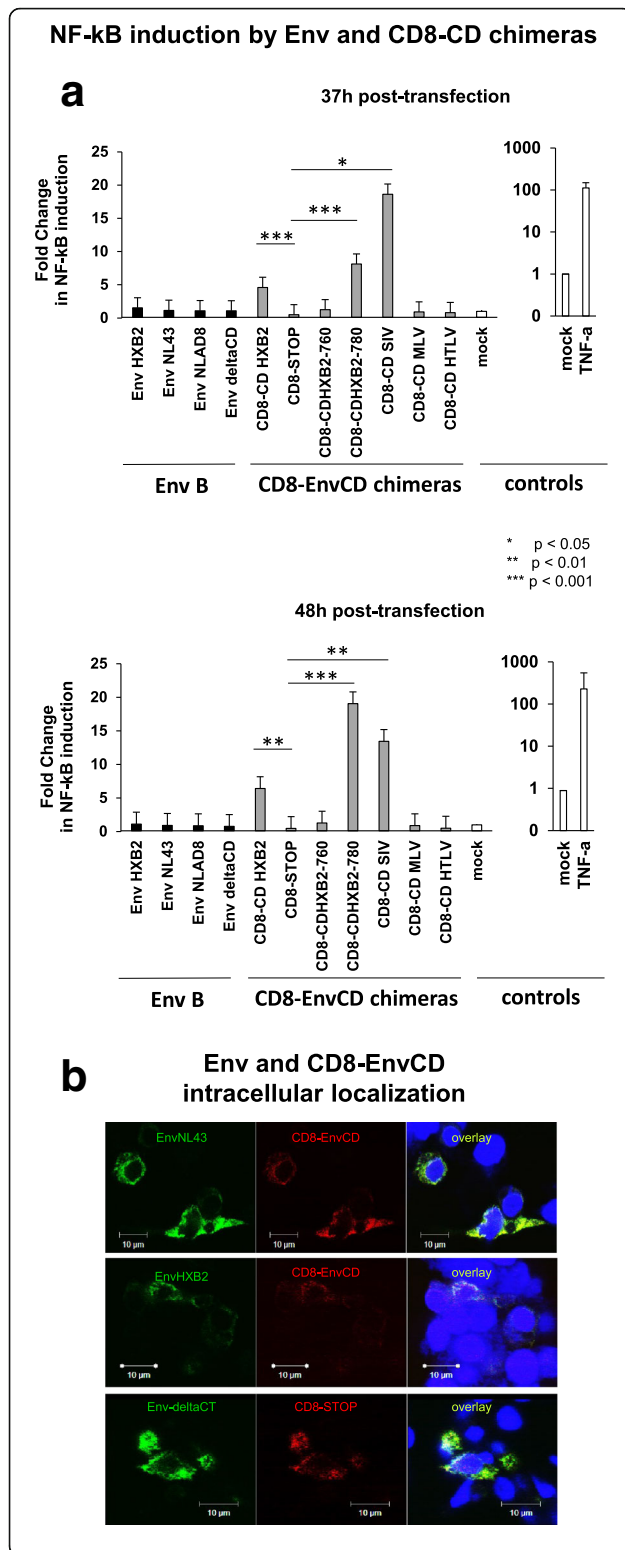 NF-kB induction by Env and CD8-CD chimeras
a
37h post-transfection
Fold Change
in NF-kB induction
25
20
15
10
5
0
***
***
*
1000
100
10
1
0
Env HXB2
Env NL43
Env NLAD8
Env deltaCD
CD8-CD HXB2
CD8-STOP
CD8-CDHXB2-760
CD8-CDHXB2-780
CD8-CD SIV
CD8-CD MLV
CD8-CD HTLV
mock
mock
TNF-a
Env B
CD8-EnvCD chimeras
controls
* p < 0.05
** p < 0.01
*** p < 0.001
48h post-transfection
Fold Change
in NF-kB induction
25
20
15
10
5
0
**
***
**
1000
100
10
1
0
Env HXB2
Env NL43
Env NLAD8
Env deltaCD
CD8-CD HXB2
CD8-STOP
CD8-CDHXB2-760
CD8-CDHXB2-780
CD8-CD SIV
CD8-CD MLV
CD8-CD HTLV
mock
mock
TNF-a
Env B
CD8-EnvCD chimeras
controls
b
Env and CD8-EnvCD
intracellular localization
EnvNL43
CD8-EnvCD
overlay
10 µm
10 µm
10 µm
EnvHXB2
CD8-EnvCD
overlay
10 µm
10 µm
10 µm
Env-deltaCT
CD8-STOP
overlay
10 µm
10 µm
10 µm